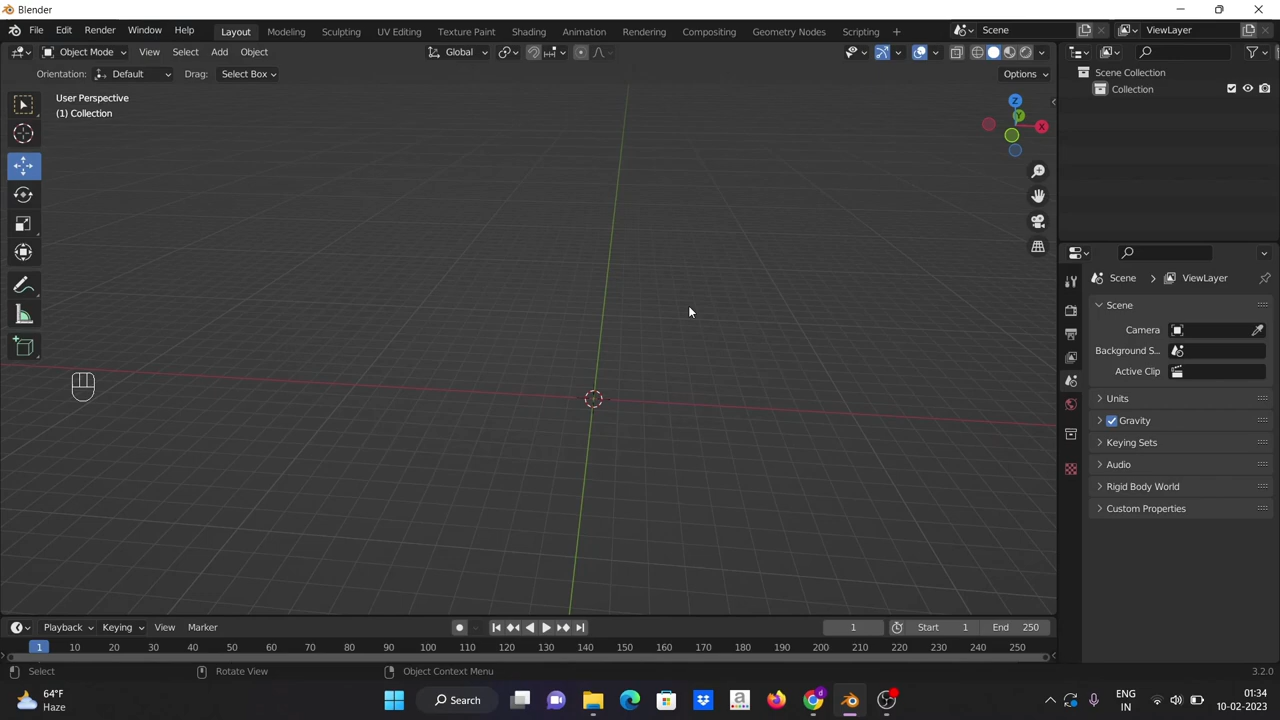 Blender
File Edit Render Window Help Layout Modeling Sculpting UV Editing Texture Paint Shading Animation Rendering Compositing Geometry Nodes Scripting + Scene ViewLayer
Object Mode View Select Add Object Global
Orientation: Default Drag: Select Box Options
User Perspective
(1) Collection
Z
Y
X
Scene Collection
Collection
Scene ViewLayer
Scene
Camera
Background S...
Active Clip
Units
Gravity
Keying Sets
Audio
Rigid Body World
Custom Properties
Playback Keying View Marker 1 Start 1 End 250
1 10 20 30 40 50 60 70 80 90 100 110 120 130 140 150 160 170 180 190 200 210 220 230 240 250
Select Rotate View Object Context Menu 3.2.0
64°F
Haze
Search
a
d
ENG
IN
01:34
10-02-2023